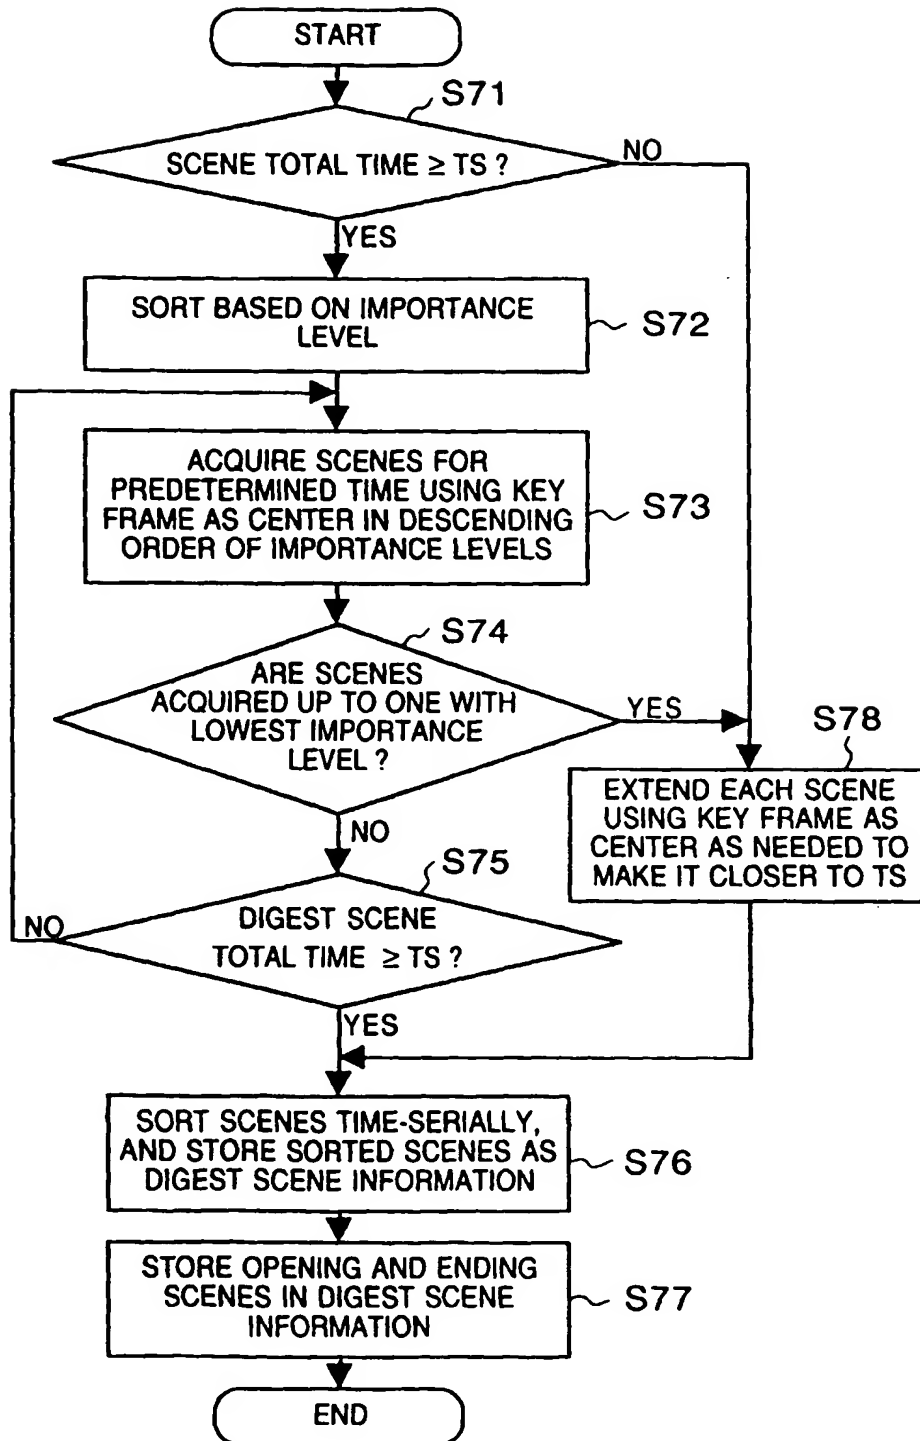 START
S71
SCENE TOTAL TIME ≥ TS ?
NO
YES
SORT BASED ON IMPORTANCE
LEVEL
S72
ACQUIRE SCENES FOR
PREDETERMINED TIME USING KEY
FRAME AS CENTER IN DESCENDING
ORDER OF IMPORTANCE LEVELS
S73
S74
ARE SCENES
ACQUIRED UP TO ONE WITH
LOWEST IMPORTANCE
LEVEL ?
YES
S78
EXTEND EACH SCENE
USING KEY FRAME AS
CENTER AS NEEDED TO
MAKE IT CLOSER TO TS
NO
S75
DIGEST SCENE
TOTAL TIME ≥ TS ?
NO
YES
SORT SCENES TIME-SERIALLY,
AND STORE SORTED SCENES AS
DIGEST SCENE INFORMATION
S76
STORE OPENING AND ENDING
SCENES IN DIGEST SCENE
INFORMATION
S77
END